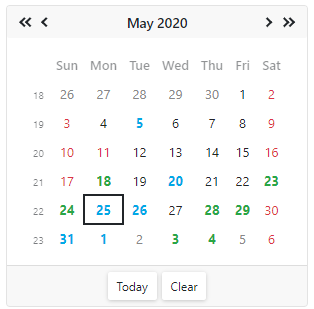 May 2020
Sun Mon Tue Wed Thu Fri Sat
18 26 27 28 29 30 1 2
19 3 4 5 6 7 8 9
20 10 11 12 13 14 15 16
21 17 18 19 20 21 22 23
22 24 25 26 27 28 29 30
23 31 1 2 3 4 5 6
Today Clear